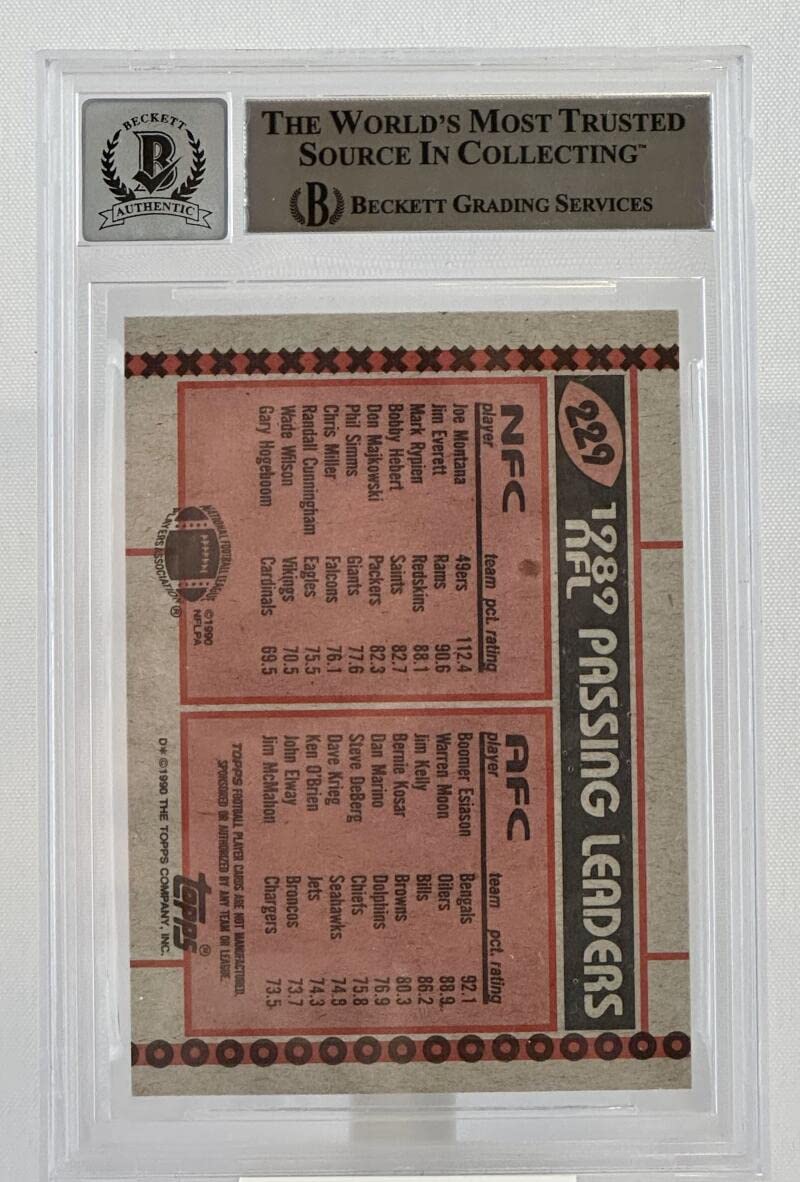 BECKETT
B
AUTHENTIC
THE WORLD'S MOST TRUSTED
SOURCE IN COLLECTING™
B BECKETT GRADING SERVICES
229
1989 PASSING LEADERS
NFL
NFC
player team pct. rating
Joe Montana 49ers 112.4
Jim Everett Rams 90.6
Mark Rypien Redskins 88.1
Bobby Hebert Saints 82.7
Don Majkowski Packers 82.3
Phil Simms Giants 77.6
Chris Miller Falcons 76.1
Randall Cunningham Eagles 75.5
Wade Wilson Vikings 70.5
Gary Hogeboom Cardinals 69.5
NATIONAL FOOTBALL LEAGUE
PLAYERS ASSOCIATION ®
©1990
NFLPA
AFC
player team pct. rating
Boomer Esiason Bengals 92.1
Warren Moon Oilers 88.9
Jim Kelly Bills 86.2
Bernie Kosar Browns 80.3
Dan Marino Dolphins 76.9
Steve DeBerg Chiefs 75.8
Dave Krieg Seahawks 74.8
Ken O'Brien Jets 74.3
John Elway Broncos 73.7
Jim McMahon Chargers 73.5
TOPPS FOOTBALL PLAYER CARDS ARE NOT MANUFACTURED,
SPONSORED OR AUTHORIZED BY ANY TEAM OR LEAGUE.
topps®
D* ©1990 THE TOPPS COMPANY, INC.